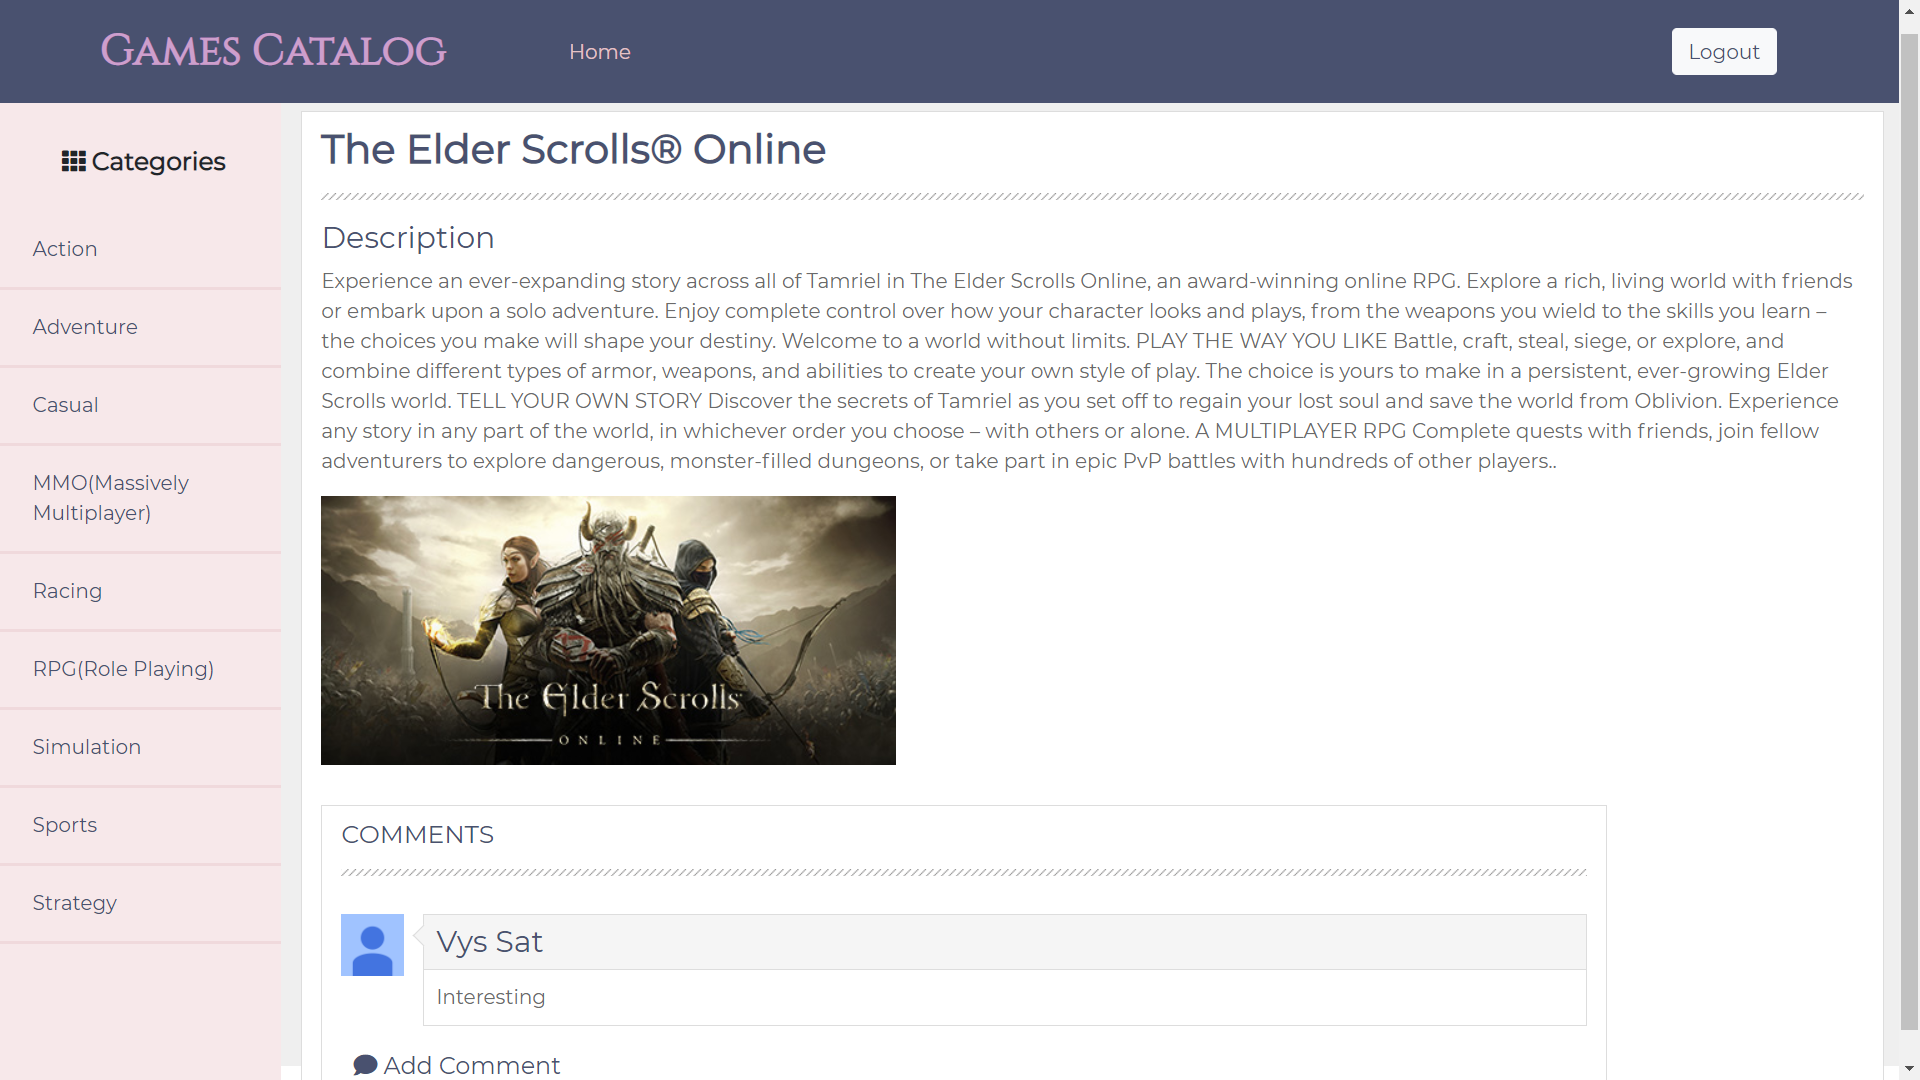 Games Catalog
Home
Logout
Categories
Action
Adventure
Casual
MMO(Massively
Multiplayer)
Racing
RPG(Role Playing)
Simulation
Sports
Strategy
The Elder Scrolls® Online
Description
Experience an ever-expanding story across all of Tamriel in The Elder Scrolls Online, an award-winning online RPG. Explore a rich, living world with friends
or embark upon a solo adventure. Enjoy complete control over how your character looks and plays, from the weapons you wield to the skills you learn –
the choices you make will shape your destiny. Welcome to a world without limits. PLAY THE WAY YOU LIKE Battle, craft, steal, siege, or explore, and
combine different types of armor, weapons, and abilities to create your own style of play. The choice is yours to make in a persistent, ever-growing Elder
Scrolls world. TELL YOUR OWN STORY Discover the secrets of Tamriel as you set off to regain your lost soul and save the world from Oblivion. Experience
any story in any part of the world, in whichever order you choose – with others or alone. A MULTIPLAYER RPG Complete quests with friends, join fellow
adventurers to explore dangerous, monster-filled dungeons, or take part in epic PvP battles with hundreds of other players..
The Elder Scrolls
ONLINE
COMMENTS
Vys Sat
Interesting
Add Comment